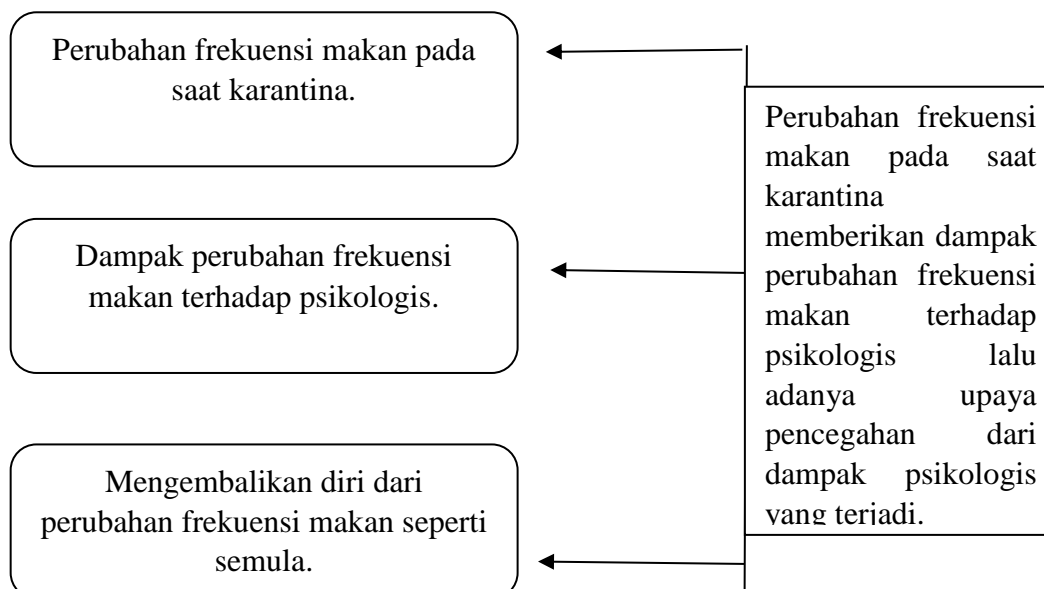 Perubahan frekuensi makan pada
saat karantina.
Dampak perubahan frekuensi
makan terhadap psikologis.
Mengembalikan diri dari
perubahan frekuensi makan seperti
semula.
Perubahan frekuensi
makan pada saat
karantina
memberikan dampak
perubahan frekuensi
makan terhadap
psikologis lalu
adanya upaya
pencegahan dari
dampak psikologis
yang terjadi.